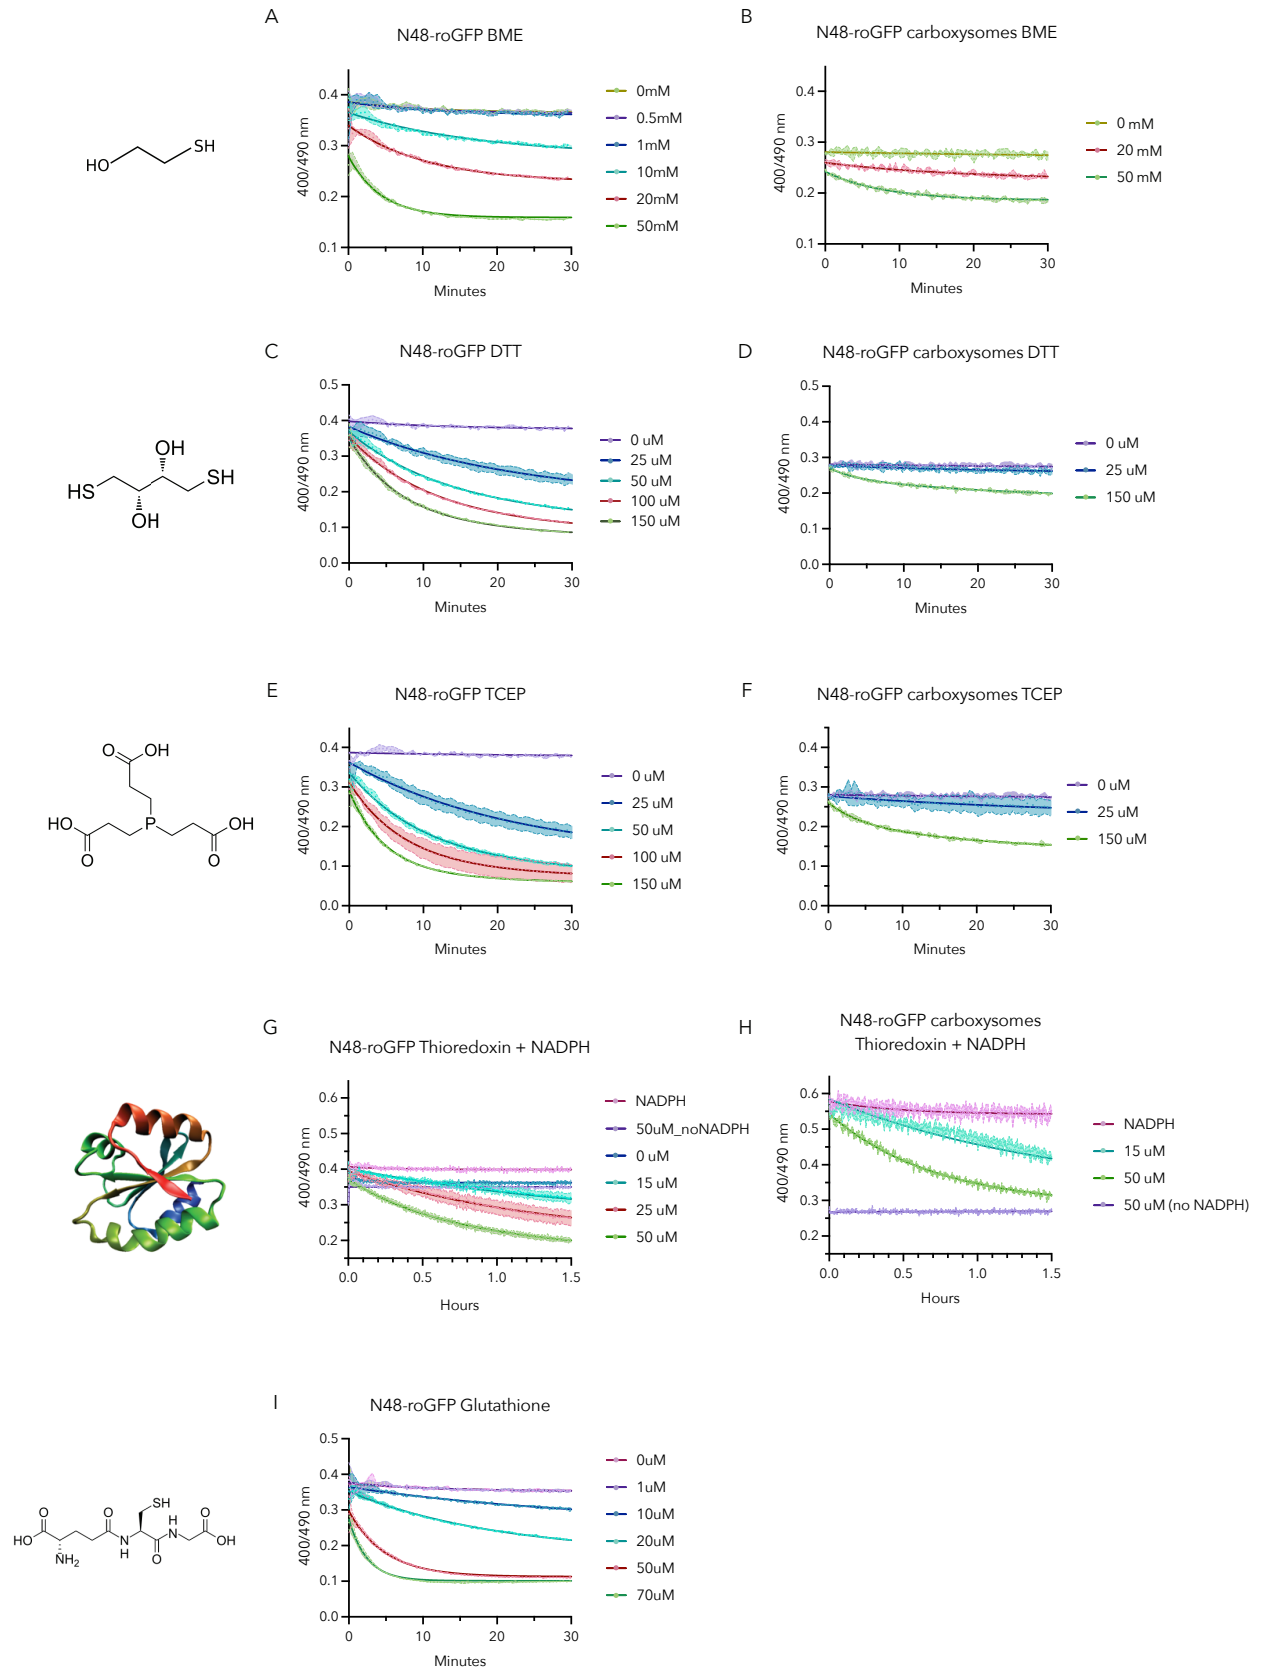 A
N48-roGFP BME
HO
SH
400/490 nm
0.4
0.3
0.2
0.1
0
10
20
30
Minutes
0mM
0.5mM
1mM
10mM
20mM
50mM
B
N48-roGFP carboxysomes BME
400/490 nm
0.4
0.3
0.2
0.1
0
10
20
30
Minutes
0 mM
20 mM
50 mM
C
N48-roGFP DTT
OH
HS
SH
OH
400/490 nm
0.5
0.4
0.3
0.2
0.1
0.0
0
10
20
30
Minutes
0 uM
25 uM
50 uM
100 uM
150 uM
D
N48-roGFP carboxysomes DTT
400/490 nm
0.5
0.4
0.3
0.2
0.1
0.0
0
10
20
30
Minutes
0 uM
25 uM
150 uM
E
N48-roGFP TCEP
O
OH
HO
P
OH
O
O
400/490 nm
0.4
0.3
0.2
0.1
0.0
0
10
20
30
Minutes
0 uM
25 uM
50 uM
100 uM
150 uM
F
N48-roGFP carboxysomes TCEP
400/490 nm
0.4
0.3
0.2
0.1
0.0
0
10
20
30
Minutes
0 uM
25 uM
150 uM
G
N48-roGFP Thioredoxin + NADPH
400/490 nm
0.6
0.5
0.4
0.3
0.2
0.0
0.5
1.0
1.5
Hours
NADPH
50uM_noNADPH
0 uM
15 uM
25 uM
50 uM
H
N48-roGFP carboxysomes
Thioredoxin + NADPH
400/490 nm
0.6
0.5
0.4
0.3
0.2
0.0
0.5
1.0
1.5
Hours
NADPH
15 uM
50 uM
50 uM (no NADPH)
I
N48-roGFP Glutathione
O
HO
NH2
O
N
H
SH
O
H
N
O
OH
400/490 nm
0.5
0.4
0.3
0.2
0.1
0.0
0
10
20
30
Minutes
0uM
1uM
10uM
20uM
50uM
70uM